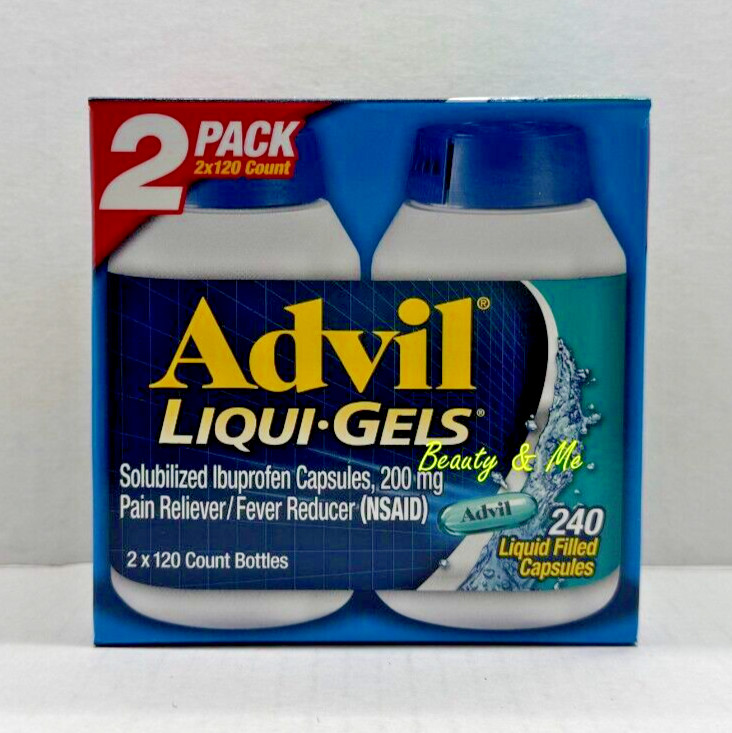 2 PACK
2x120 Count
Advil®
LIQUI·GELS®
Beauty & Me
Solubilized Ibuprofen Capsules, 200 mg
Pain Reliever/Fever Reducer (NSAID)
Advil
240
Liquid Filled
Capsules
2 x 120 Count Bottles